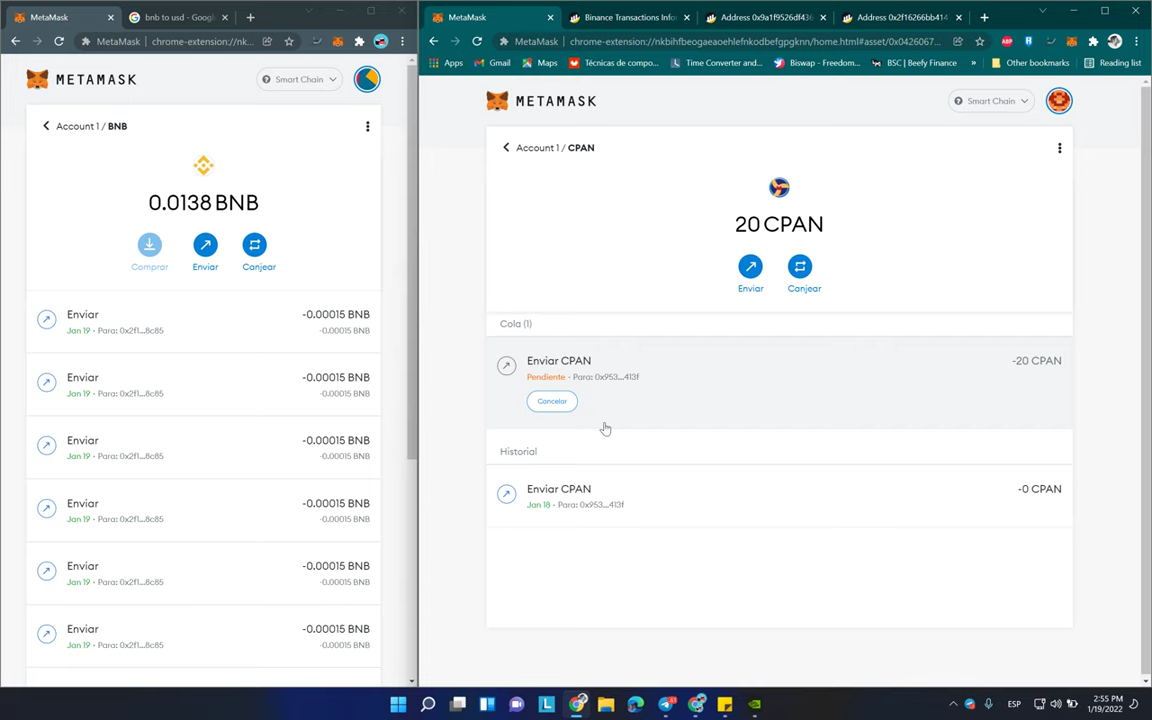 MetaMask
bnb to usd - Goog
MetaMask
chrome-extension://nk...
METAMASK
Smart Chain
Account 1 / BNB
0.0138 BNB
Comprar
Enviar
Canjear
Enviar
-0.00015 BNB
Jan 19 · Para: 0x2f1...8c85
-0.00015 BNB
Enviar
-0.00015 BNB
Jan 19 · Para: 0x2f1...8c85
-0.00015 BNB
Enviar
-0.00015 BNB
Jan 19 · Para: 0x2f1...8c85
-0.00015 BNB
Enviar
-0.00015 BNB
Jan 19 · Para: 0x2f1...8c85
-0.00015 BNB
Enviar
-0.00015 BNB
Jan 19 · Para: 0x2f1...8c85
-0.00015 BNB
Enviar
-0.00015 BNB
Jan 19 · Para: 0x2f1...8c85
-0.00015 BNB
MetaMask
Binance Transactions Info
Address 0x9a1f9526df43
Address 0x2f16266bb414
MetaMask
chrome-extension://nkbihfbeogaeaoehlefnkodbefgpgknn/home.html#asset/0x0426067...
ABP
Apps
Gmail
Maps
Técnicas de compo...
Time Converter and...
Biswap - Freedom...
BSC | Beefy Finance
»
Other bookmarks
Reading list
METAMASK
Smart Chain
Account 1 / CPAN
20 CPAN
Enviar
Canjear
Cola (1)
Enviar CPAN
-20 CPAN
Pendiente · Para: 0x953...413f
Cancelar
Historial
Enviar CPAN
-0 CPAN
Jan 18 · Para: 0x953...413f
L
ESP
2:55 PM
1/19/2022